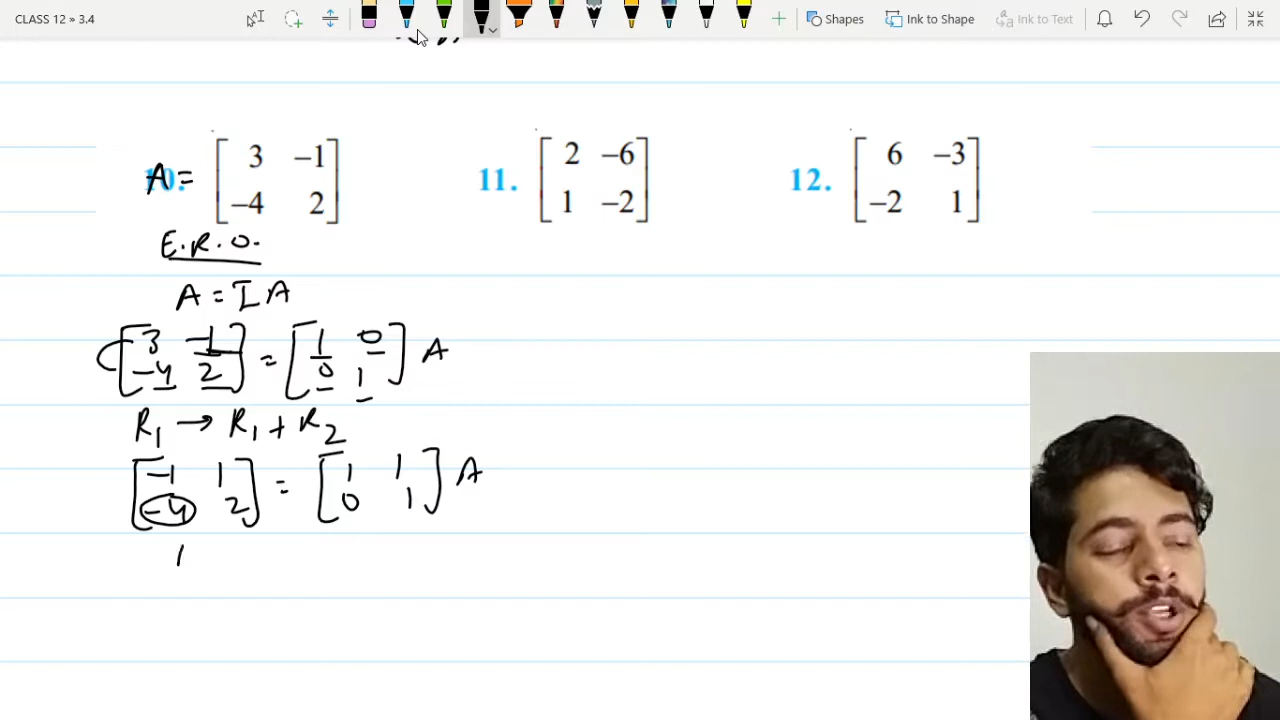 CLASS 12 » 3.4
Shapes
Ink to Shape
Ink to Text
A = [ 3 −1
−4 2 ]
11. [ 2 −6
1 −2 ]
12. [ 6 −3
−2 1 ]
E.R.O.
A = I A
[ 3 -1
-4 2 ] = [ 1 0
0 1 ] A
R1 → R1 + R2
[ -1 1
-4 2 ] = [ 1 1
0 1 ] A